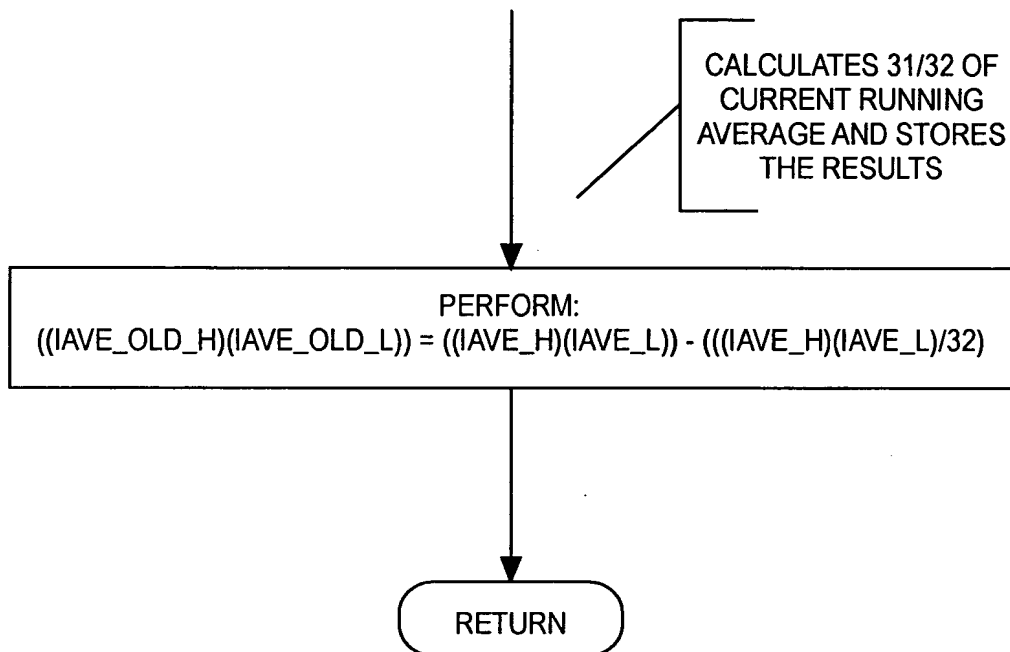 CALCULATES 31/32 OF
CURRENT RUNNING
AVERAGE AND STORES
THE RESULTS
PERFORM:
((IAVE_OLD_H)(IAVE_OLD_L)) = ((IAVE_H)(IAVE_L)) - (((IAVE_H)(IAVE_L)/32)
RETURN